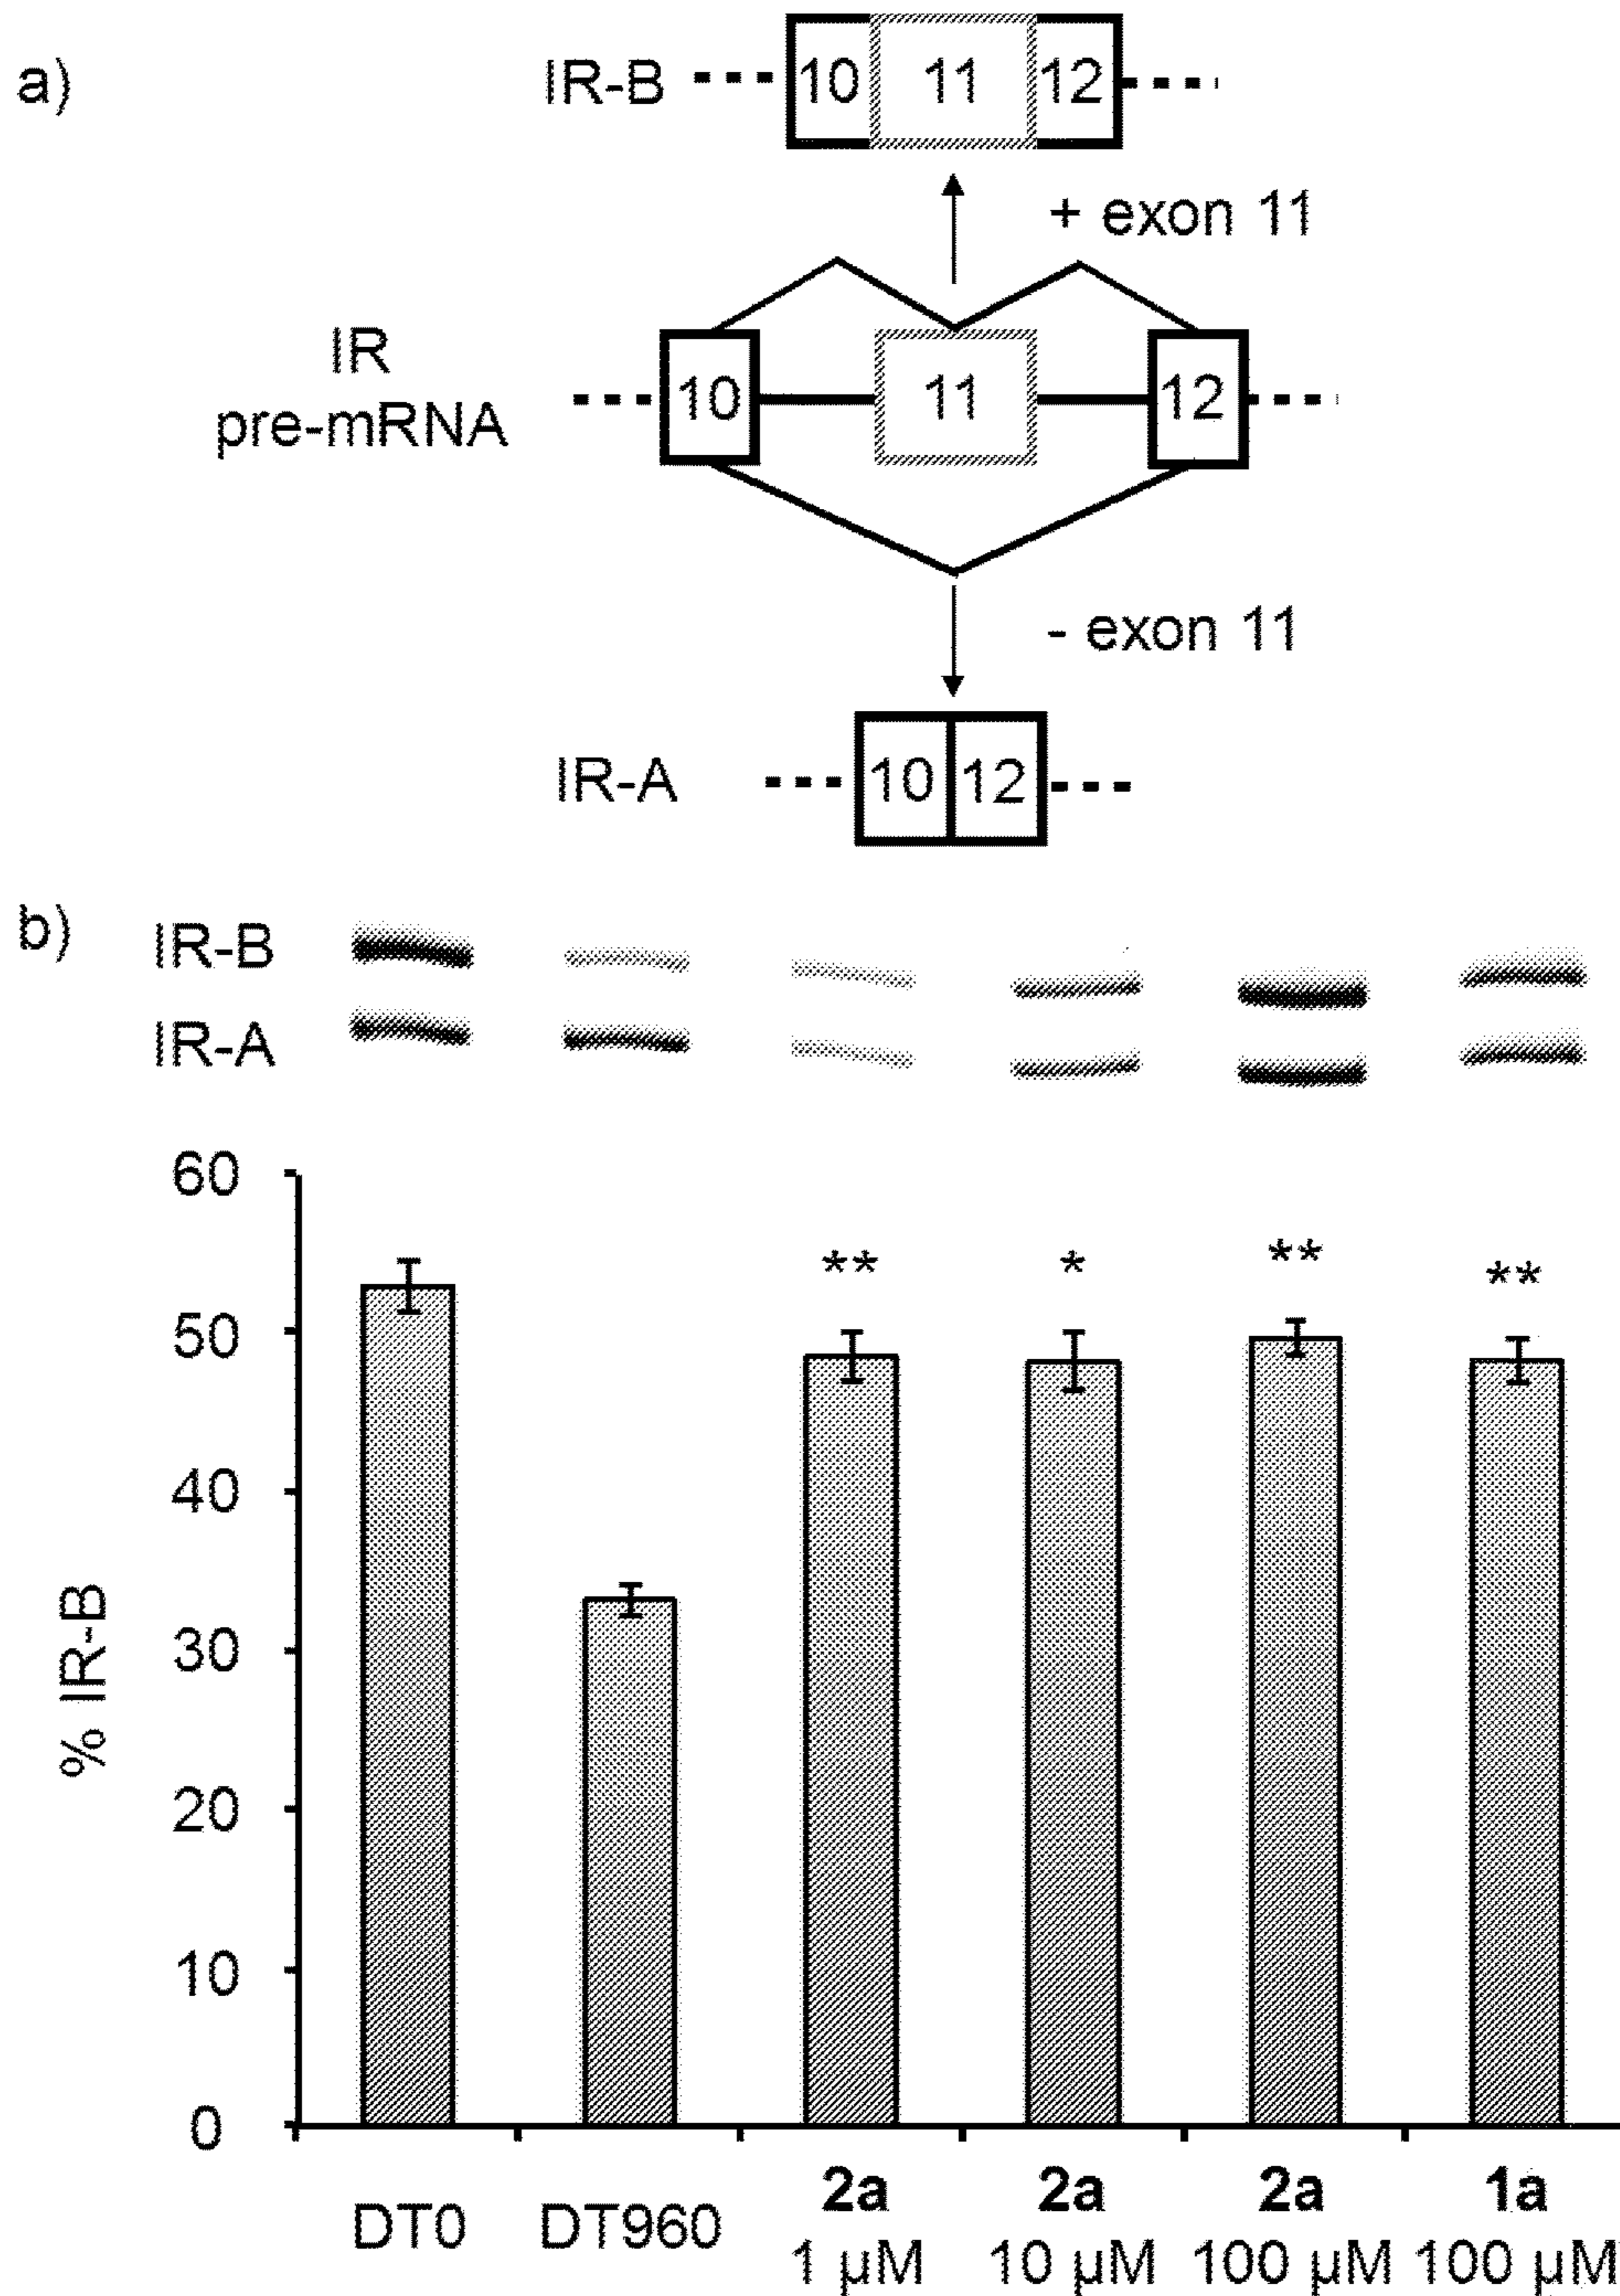 a)
IR-B
10 11 12
+ exon 11
IR
pre-mRNA
10 11 12
- exon 11
IR-A
10 12
b)
IR-B
IR-A
60
50
40
30
20
10
0
% IR-B
** * ** **
DT0 DT960 2a 2a 2a 1a
1 µM 10 µM 100 µM 100 µM